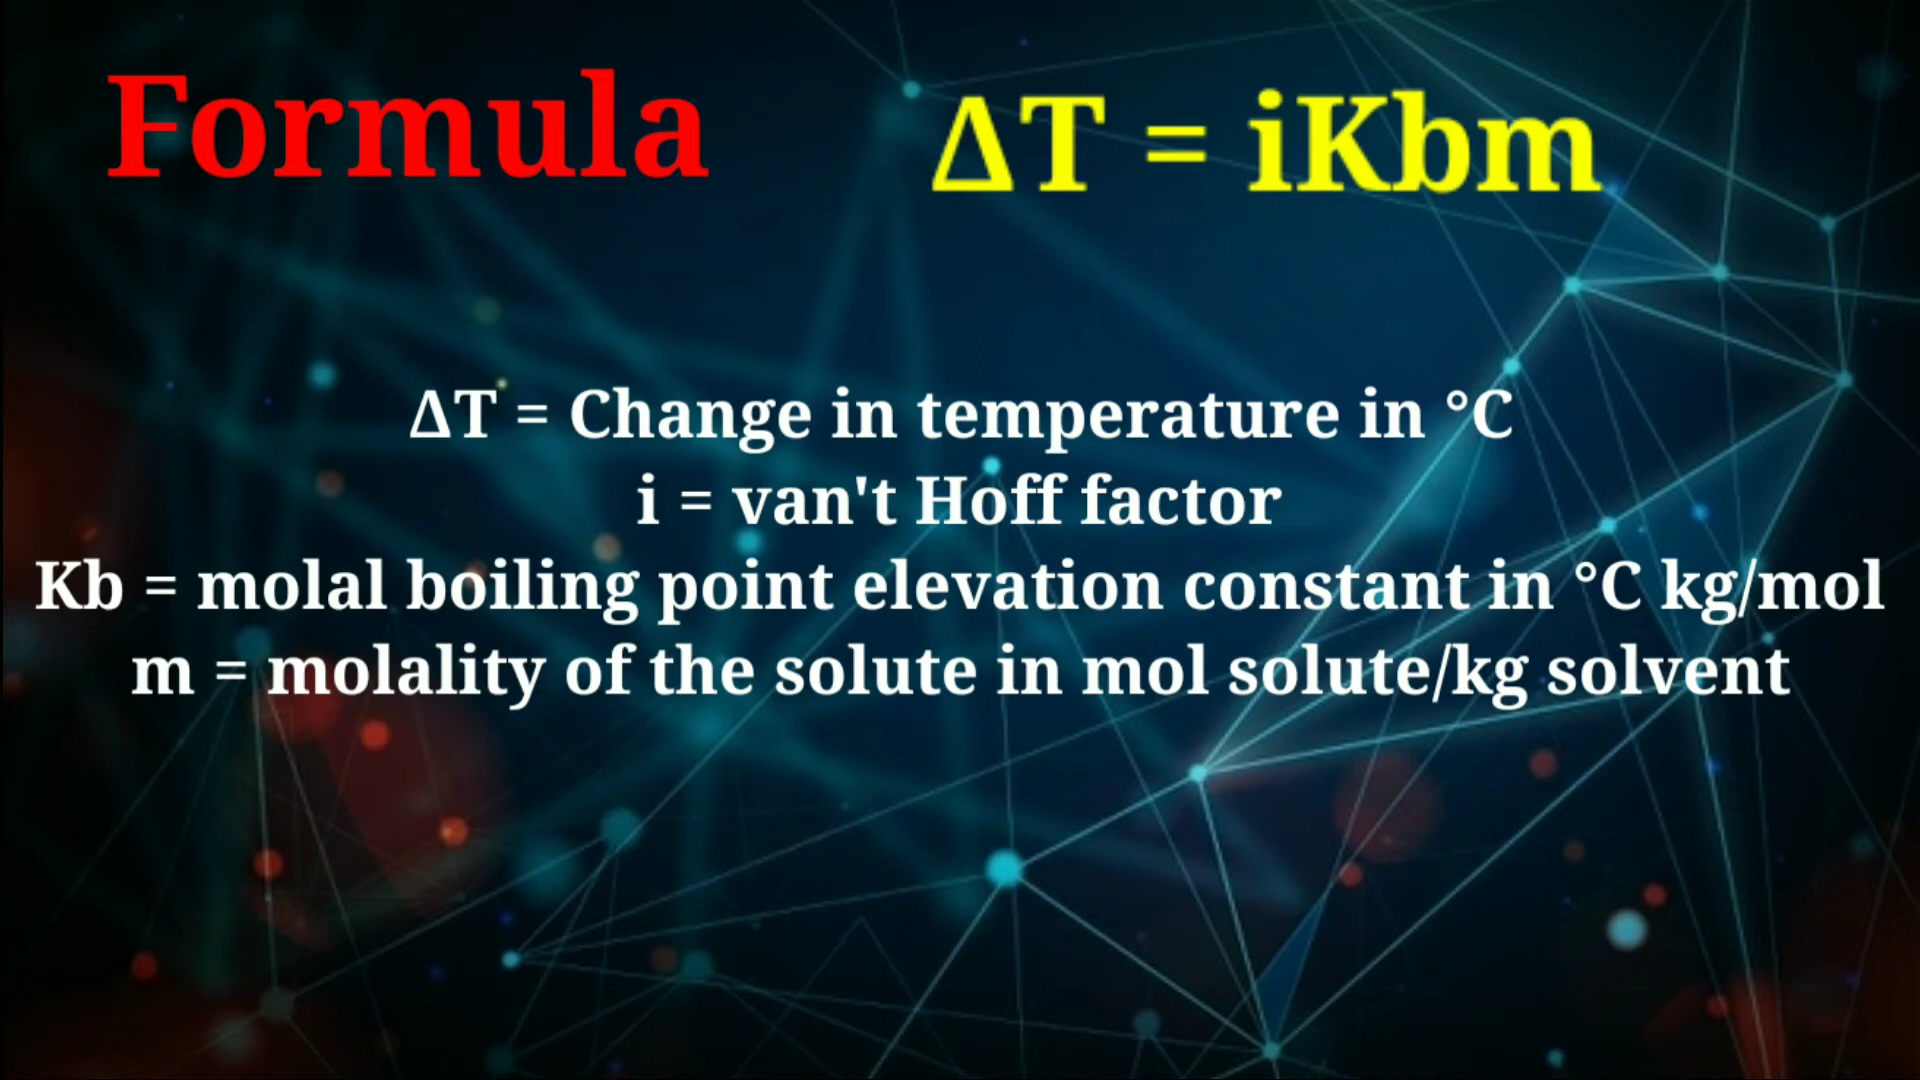 Formula
ΔT = iKbm
ΔT = Change in temperature in °C
i = van't Hoff factor
Kb = molal boiling point elevation constant in °C kg/mol
m = molality of the solute in mol solute/kg solvent